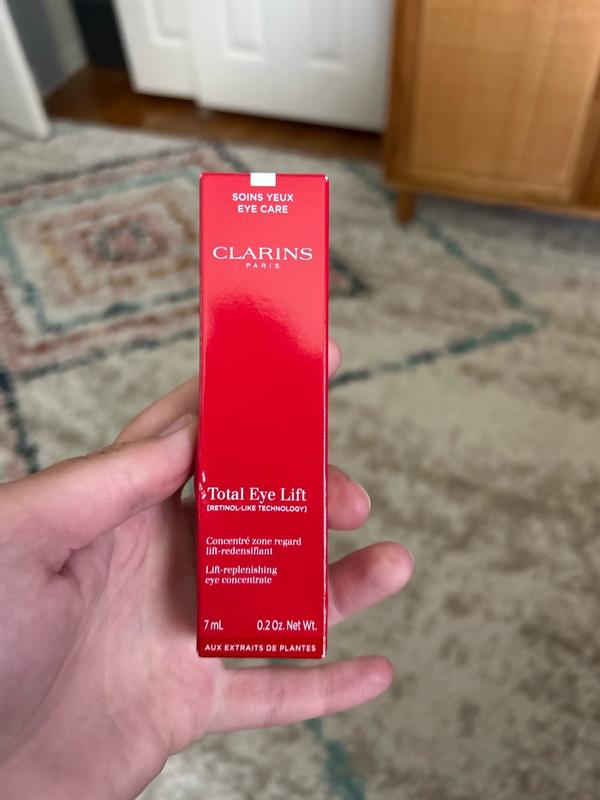 SOINS YEUX
EYE CARE
CLARINS
PARIS
Total Eye Lift
[RETINOL-LIKE TECHNOLOGY]
Concentré zone regard
lift-redensifiant
Lift-replenishing
eye concentrate
7 mL 0.2 Oz. Net Wt.
AUX EXTRAITS DE PLANTES